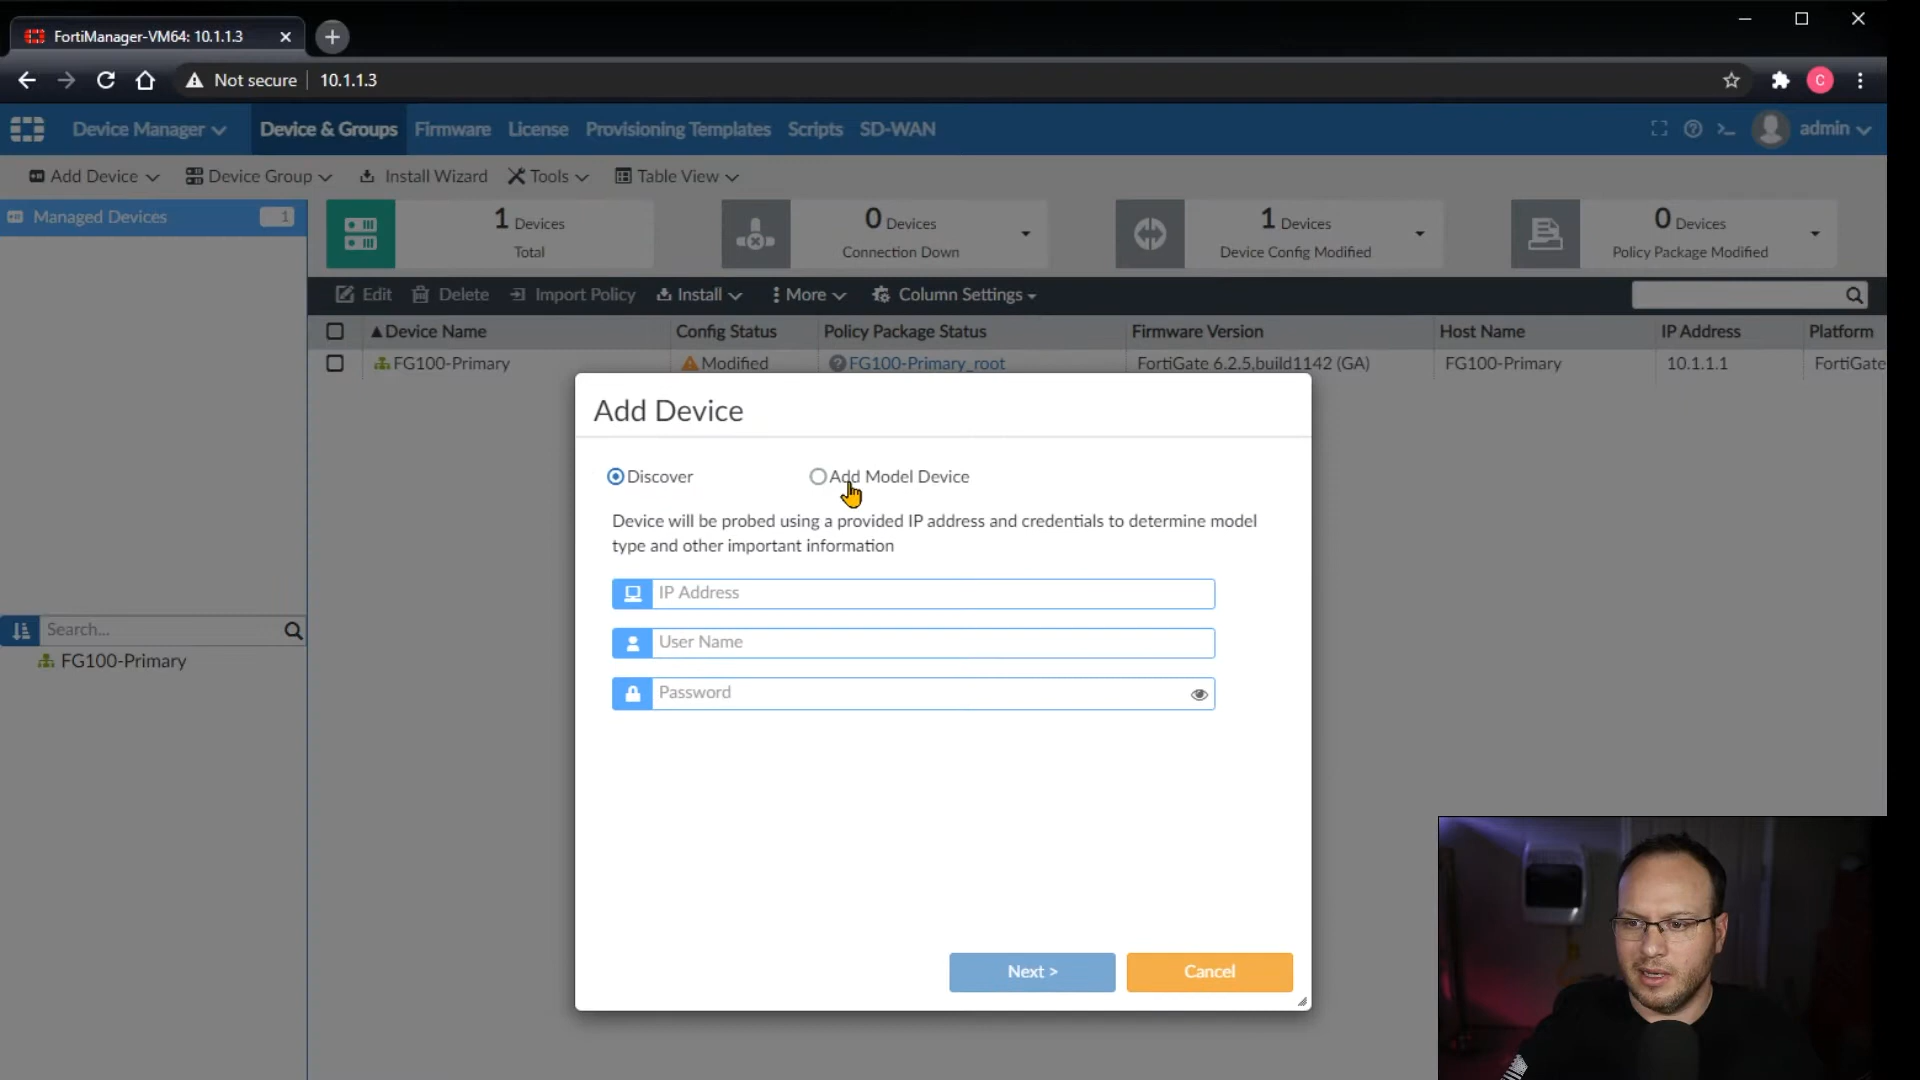 FortiManager-VM64: 10.1.1.3
Not secure 10.1.1.3 C
Device Manager Device & Groups Firmware License Provisioning Templates Scripts SD-WAN admin
Add Device Device Group Install Wizard Tools Table View
Managed Devices 1
1 Devices Total
0 Devices Connection Down
1 Devices Device Config Modified
0 Devices Policy Package Modified
Edit Delete Import Policy Install More Column Settings
Device Name Config Status Policy Package Status Firmware Version Host Name IP Address Platform
FG100-Primary Modified FG100-Primary_root FortiGate 6.2.5,build1142 (GA) FG100-Primary 10.1.1.1 FortiGate
Search...
FG100-Primary
Add Device
Discover Add Model Device
Device will be probed using a provided IP address and credentials to determine model
type and other important information
IP Address
User Name
Password
Next > Cancel